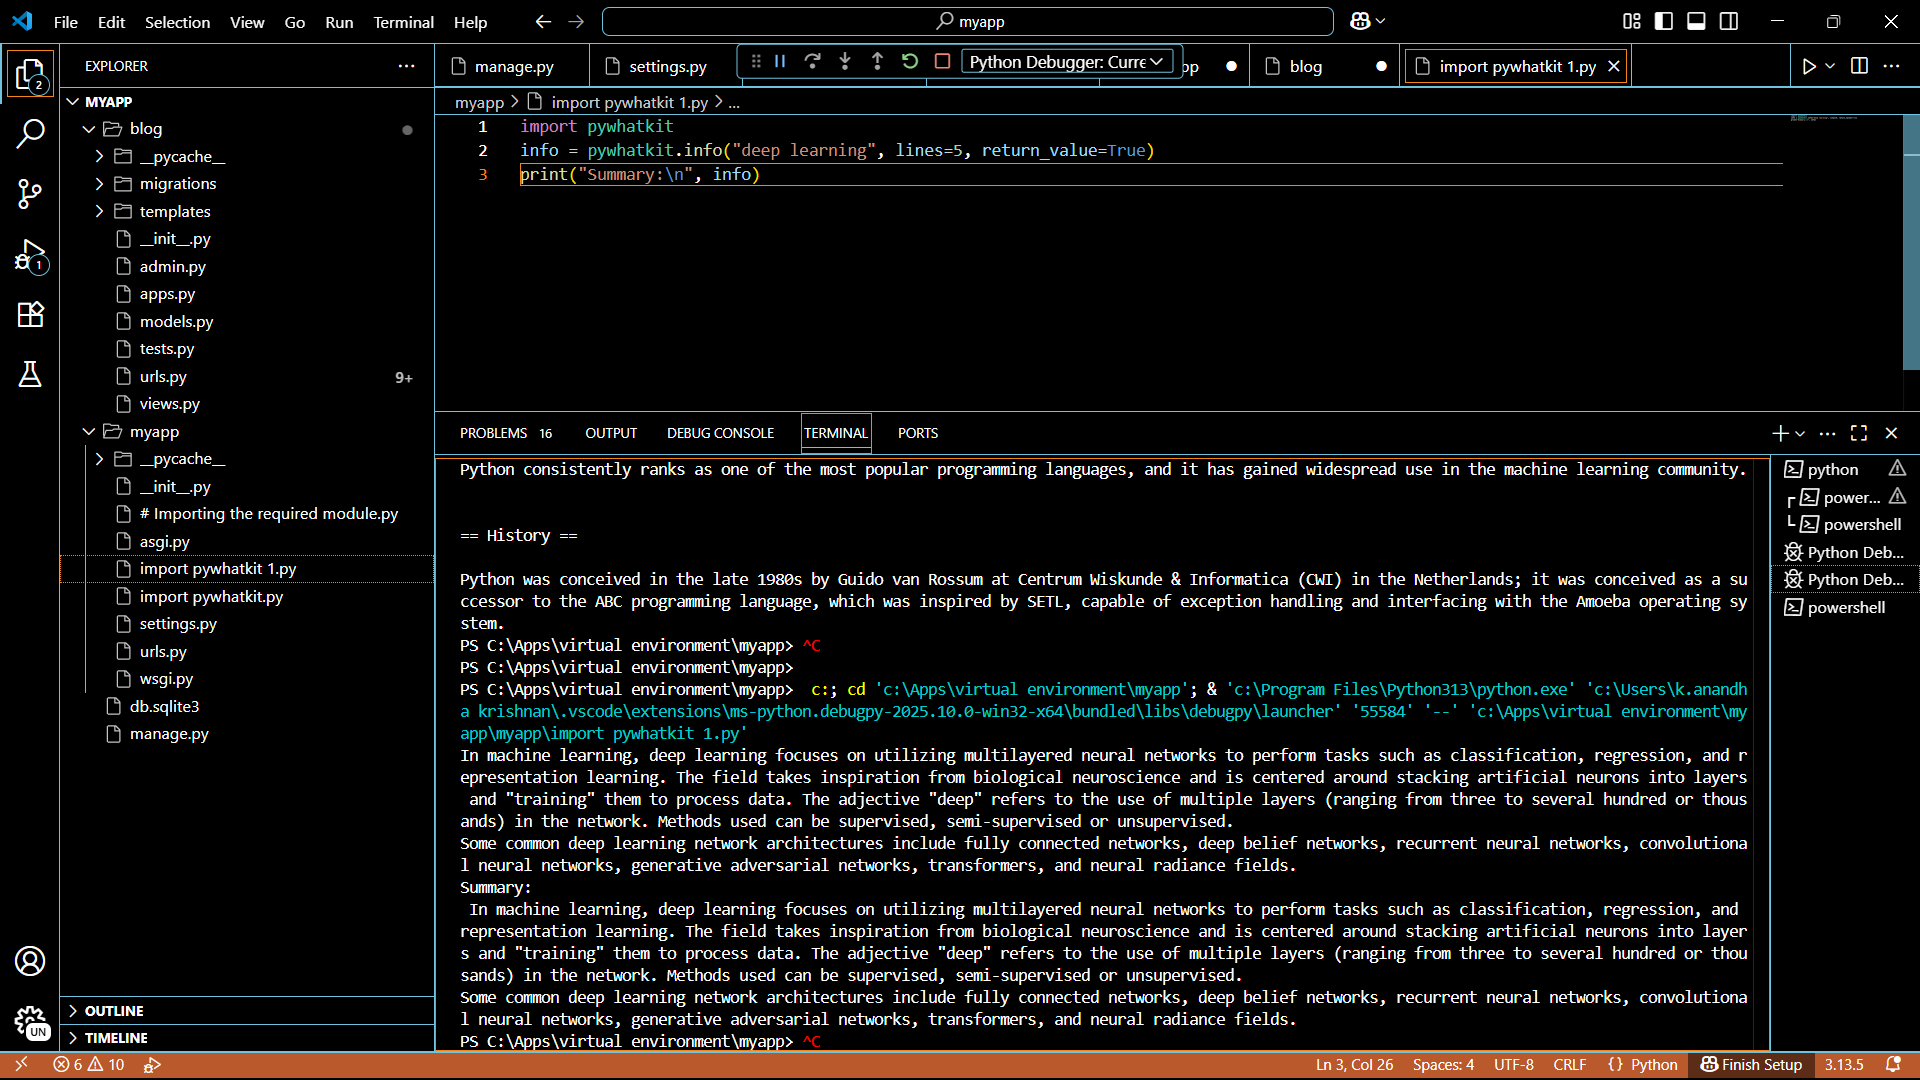 File Edit Selection View Go Run Terminal Help
myapp
EXPLORER
2
manage.py
settings.py
Python Debugger: Curre
blog
import pywhatkit 1.py
MYAPP
blog
__pycache__
migrations
templates
__init__.py
admin.py
apps.py
models.py
tests.py
urls.py 9+
views.py
myapp
__pycache__
__init__.py
# Importing the required module.py
asgi.py
import pywhatkit 1.py
import pywhatkit.py
settings.py
urls.py
wsgi.py
db.sqlite3
manage.py
OUTLINE
TIMELINE
1
UN
myapp > import pywhatkit 1.py > ...
1 import pywhatkit
2 info = pywhatkit.info("deep learning", lines=5, return_value=True)
3 print("Summary:\n", info)
PROBLEMS 16 OUTPUT DEBUG CONSOLE TERMINAL PORTS
Python consistently ranks as one of the most popular programming languages, and it has gained widespread use in the machine learning community.
== History ==
Python was conceived in the late 1980s by Guido van Rossum at Centrum Wiskunde & Informatica (CWI) in the Netherlands; it was conceived as a su
ccessor to the ABC programming language, which was inspired by SETL, capable of exception handling and interfacing with the Amoeba operating sy
stem.
PS C:\Apps\virtual environment\myapp> ^C
PS C:\Apps\virtual environment\myapp>
PS C:\Apps\virtual environment\myapp>  c:; cd 'c:\Apps\virtual environment\myapp'; & 'c:\Program Files\Python313\python.exe' 'c:\Users\k.anandh
a krishnan\.vscode\extensions\ms-python.debugpy-2025.10.0-win32-x64\bundled\libs\debugpy\launcher' '55584' '--' 'c:\Apps\virtual environment\my
app\myapp\import pywhatkit 1.py'
In machine learning, deep learning focuses on utilizing multilayered neural networks to perform tasks such as classification, regression, and r
epresentation learning. The field takes inspiration from biological neuroscience and is centered around stacking artificial neurons into layers
 and "training" them to process data. The adjective "deep" refers to the use of multiple layers (ranging from three to several hundred or thous
ands) in the network. Methods used can be supervised, semi-supervised or unsupervised.
Some common deep learning network architectures include fully connected networks, deep belief networks, recurrent neural networks, convolutiona
l neural networks, generative adversarial networks, transformers, and neural radiance fields.
Summary:
 In machine learning, deep learning focuses on utilizing multilayered neural networks to perform tasks such as classification, regression, and
representation learning. The field takes inspiration from biological neuroscience and is centered around stacking artificial neurons into layer
s and "training" them to process data. The adjective "deep" refers to the use of multiple layers (ranging from three to several hundred or thou
sands) in the network. Methods used can be supervised, semi-supervised or unsupervised.
Some common deep learning network architectures include fully connected networks, deep belief networks, recurrent neural networks, convolutiona
l neural networks, generative adversarial networks, transformers, and neural radiance fields.
PS C:\Apps\virtual environment\myapp> ^C
python
power...
powershell
Python Deb...
Python Deb...
powershell
6 10
Ln 3, Col 26 Spaces: 4 UTF-8 CRLF {} Python Finish Setup 3.13.5